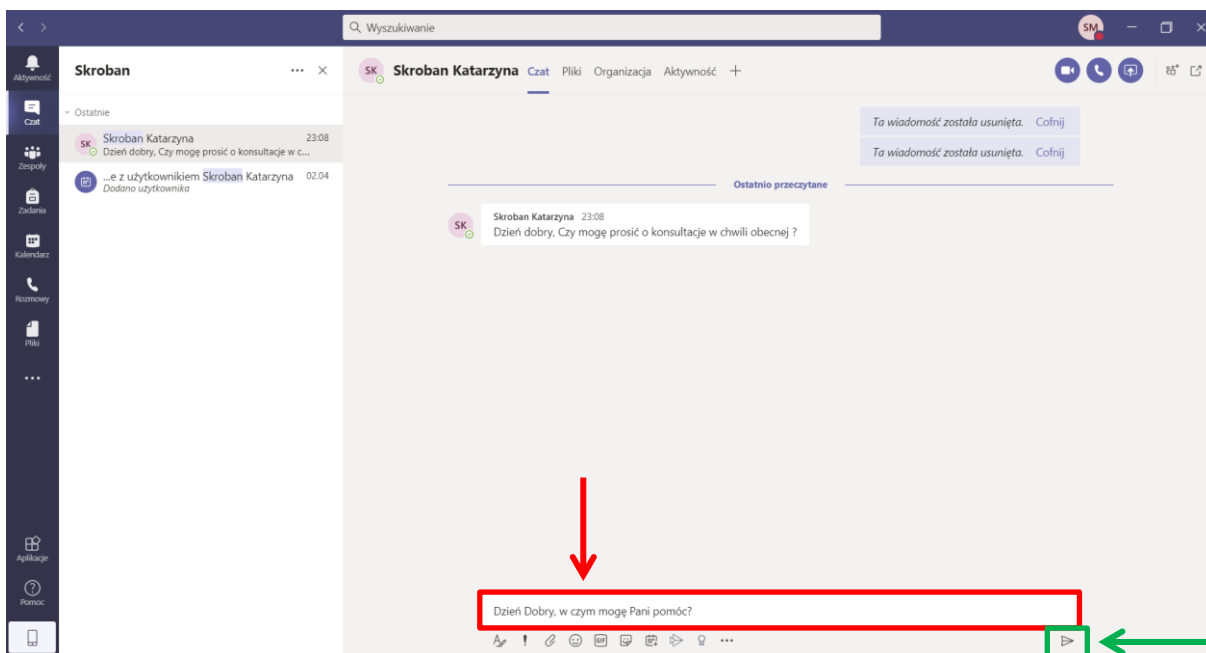 Wyszukiwanie
SM
Aktywność
Czat
Zespoły
Zadania
Kalendarz
Rozmowy
Pliki
Aplikacje
Pomoc
Skroban
Ostatnie
SK
Skroban Katarzyna 23:08
Dzień dobry, Czy mogę prosić o konsultacje w c...
...e z użytkownikiem Skroban Katarzyna 02.04
Dodano użytkownika
SK Skroban Katarzyna Czat Pliki Organizacja Aktywność
Ta wiadomość została usunięta. Cofnij
Ta wiadomość została usunięta. Cofnij
Ostatnio przeczytane
SK
Skroban Katarzyna 23:08
Dzień dobry, Czy mogę prosić o konsultacje w chwili obecnej ?
Dzień Dobry, w czym mogę Pani pomóc?
GIF